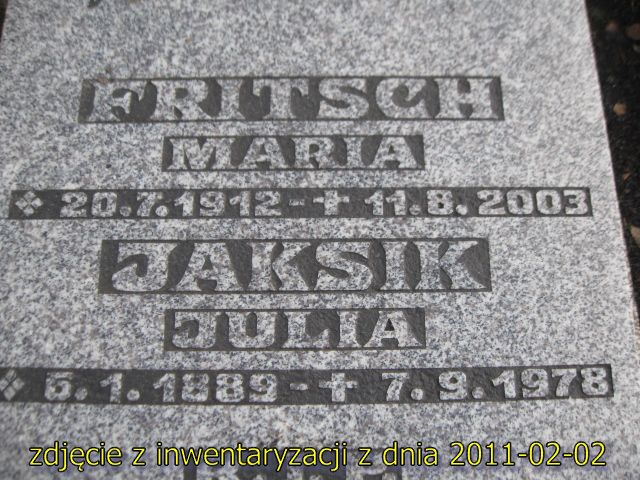 FRITSCH
MARIA
❖ 20.7.1912 - ✝ 11.8.2003
JAKSIK
JULIA
❖ 6.1.1889 - ✝ 7.9.1978
zdjęcie z inwentaryzacji z dnia 2011-02-02